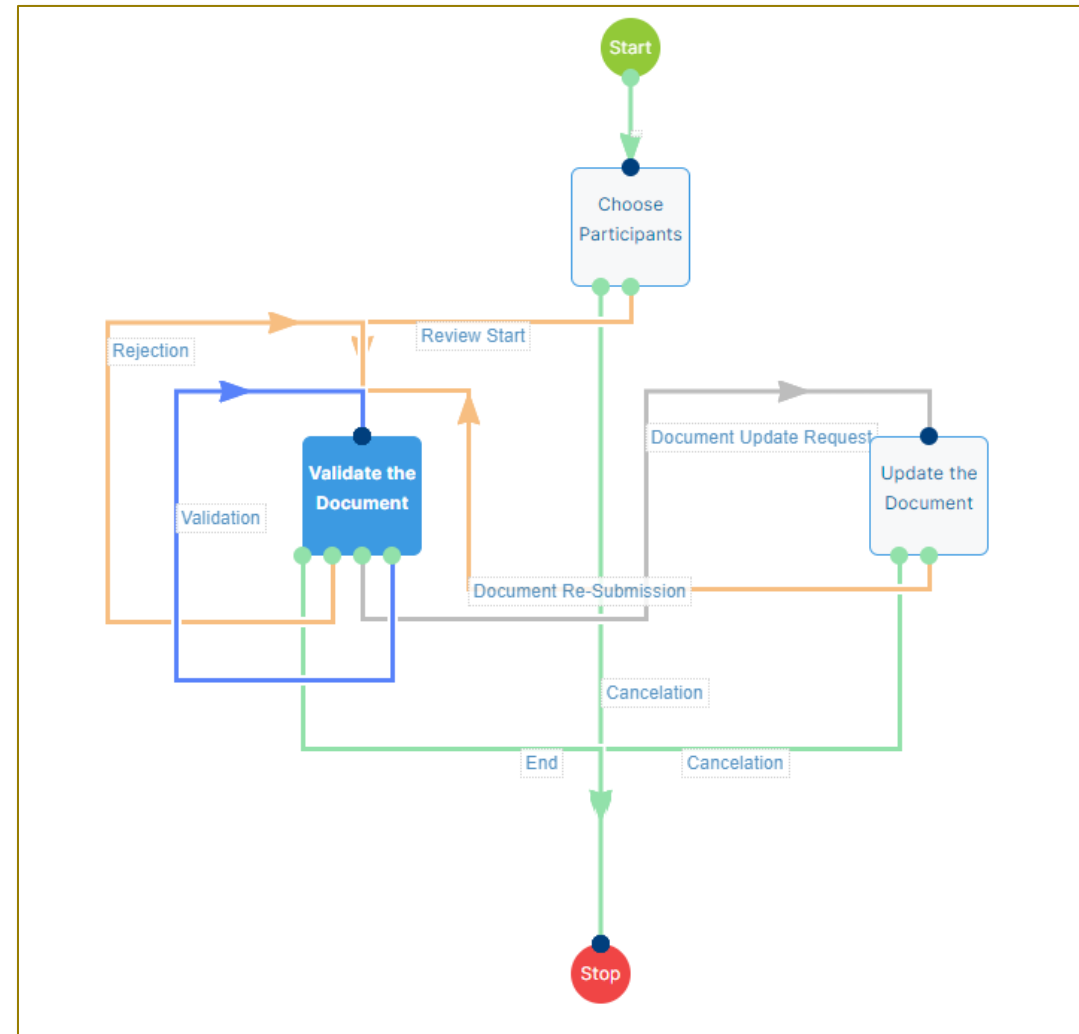 Start
Choose
Participants
Review Start
Rejection
Document Update Request
Validate the
Document
Update the
Document
Validation
Document Re-Submission
Cancelation
End
Cancelation
Stop